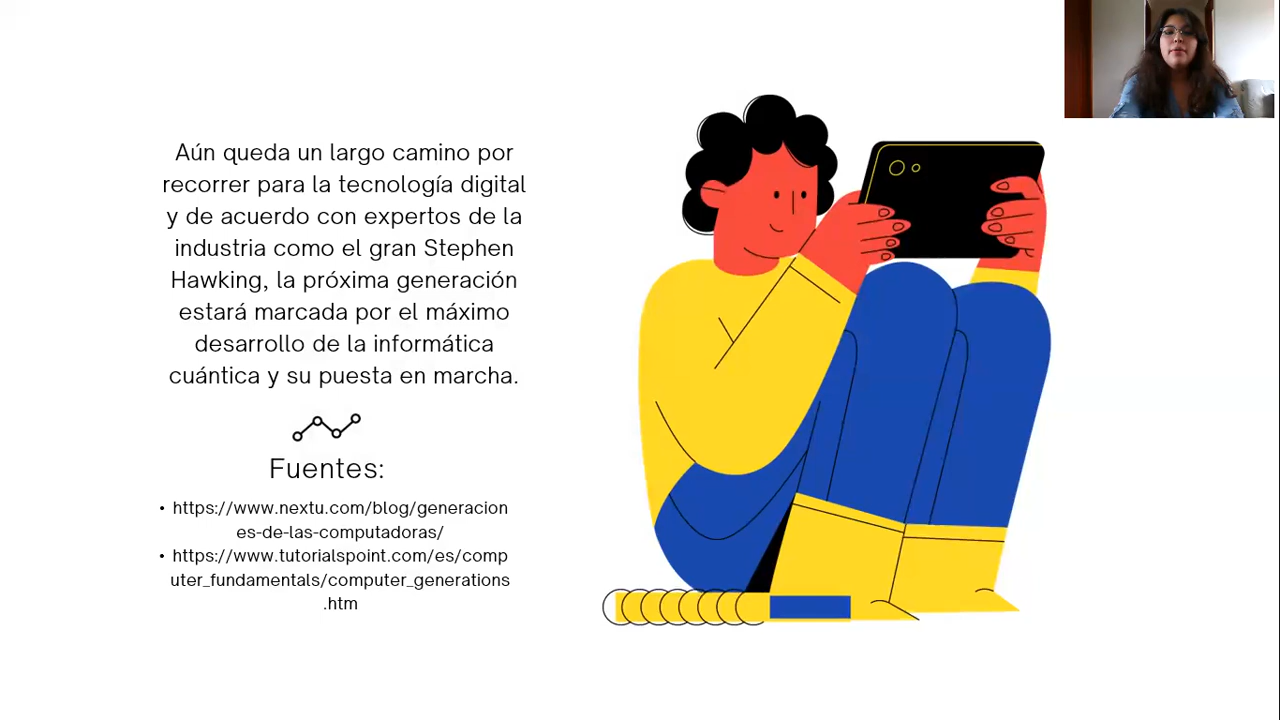 Aún queda un largo camino por
recorrer para la tecnología digital
y de acuerdo con expertos de la
industria como el gran Stephen
Hawking, la próxima generación
estará marcada por el máximo
desarrollo de la informática
cuántica y su puesta en marcha.
Fuentes:
• https://www.nextu.com/blog/generacion
es-de-las-computadoras/
• https://www.tutorialspoint.com/es/comp
uter_fundamentals/computer_generations
.htm